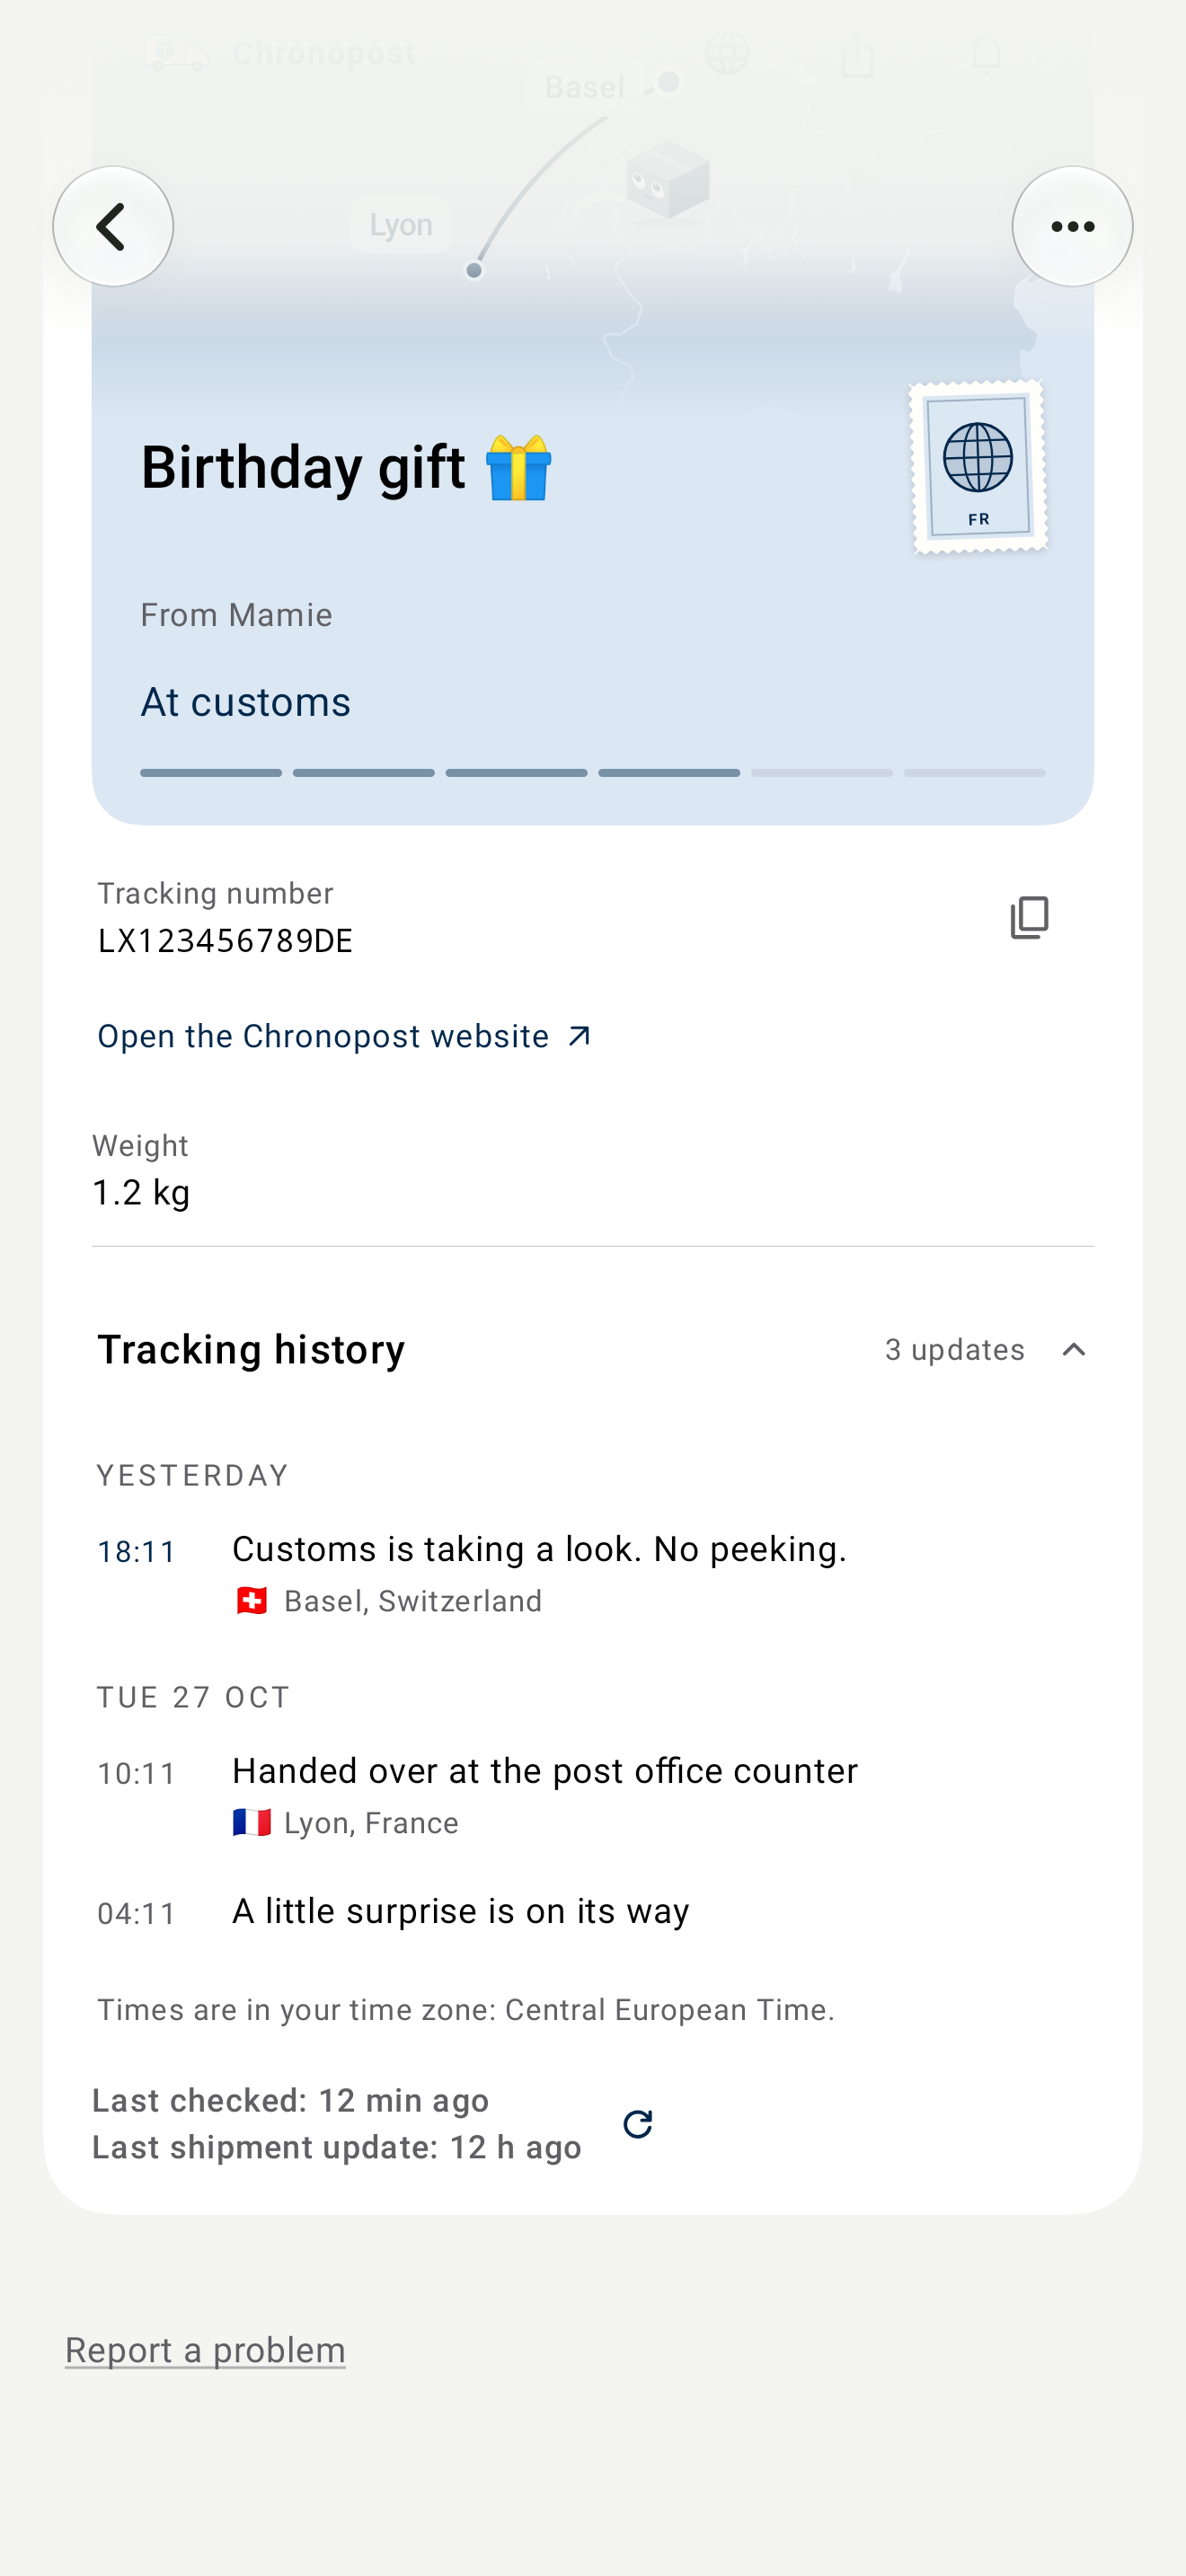 Chronopost
Basel
Lyon
Birthday gift 🎁
FR
From Mamie
At customs
Tracking number
LX123456789DE
Open the Chronopost website
Weight
1.2 kg
Tracking history
3 updates
YESTERDAY
18:11
Customs is taking a look. No peeking.
🇨🇭 Basel, Switzerland
TUE 27 OCT
10:11
Handed over at the post office counter
🇫🇷 Lyon, France
04:11
A little surprise is on its way
Times are in your time zone: Central European Time.
Last checked: 12 min ago
Last shipment update: 12 h ago
Report a problem